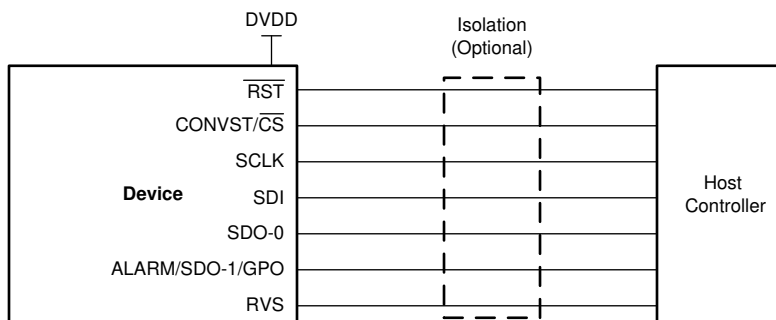 DVDD
Isolation
(Optional)
RST
CONVST/CS
SCLK
Device
SDI
SDO-0
ALARM/SDO-1/GPO
RVS
Host
Controller